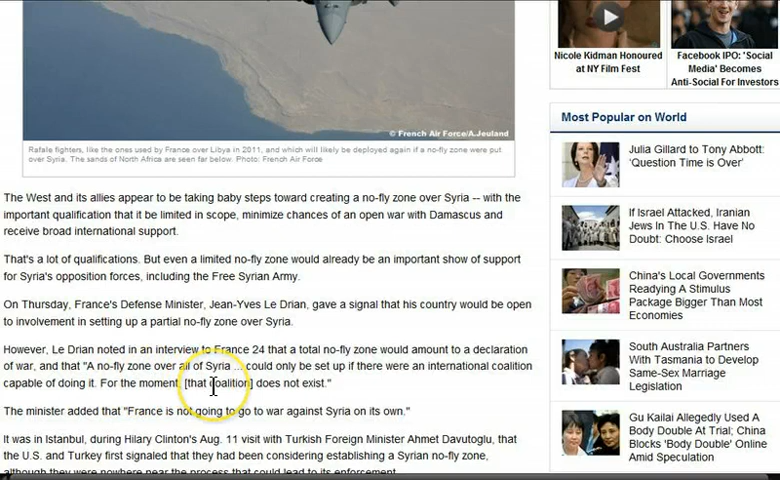 Nicole Kidman Honoured
at NY Film Fest
Facebook IPO: 'Social
Media' Becomes
Anti-Social For Investors
© French Air Force/A.Jeuland
Rafale fighters, like the ones used by France over Libya in 2011, and which will likely be deployed again if a no-fly zone were put
over Syria. The sands of North Africa are seen far below. Photo: French Air Force
The West and its allies appear to be taking baby steps toward creating a no-fly zone over Syria -- with the
important qualification that it be limited in scope, minimize chances of an open war with Damascus and
receive broad international support.
That's a lot of qualifications. But even a limited no-fly zone would already be an important show of support
for Syria's opposition forces, including the Free Syrian Army.
On Thursday, France's Defense Minister, Jean-Yves Le Drian, gave a signal that his country would be open
to involvement in setting up a partial no-fly zone over Syria.
However, Le Drian noted in an interview to France 24 that a total no-fly zone would amount to a declaration
of war, and that "A no-fly zone over all of Syria ... could only be set up if there were an international coalition
capable of doing it. For the moment, [that coalition] does not exist."
The minister added that "France is not going to go to war against Syria on its own."
It was in Istanbul, during Hilary Clinton's Aug. 11 visit with Turkish Foreign Minister Ahmet Davutoglu, that
the U.S. and Turkey first signaled that they had been considering establishing a Syrian no-fly zone,
although they were nowhere near the process that could lead to its enforcement.
Most Popular on World
Julia Gillard to Tony Abbott:
'Question Time is Over'
If Israel Attacked, Iranian
Jews In The U.S. Have No
Doubt: Choose Israel
China's Local Governments
Readying A Stimulus
Package Bigger Than Most
Economies
South Australia Partners
With Tasmania to Develop
Same-Sex Marriage
Legislation
Gu Kailai Allegedly Used A
Body Double At Trial; China
Blocks 'Body Double' Online
Amid Speculation